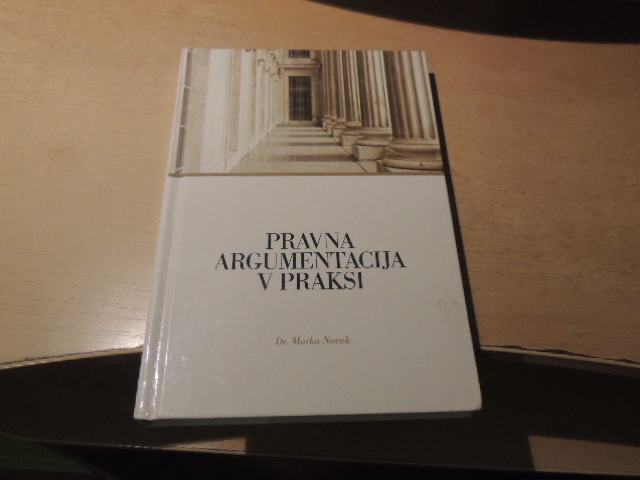 PRAVNA
ARGUMENTACIJA
V PRAKSI
Dr. Marko Novak